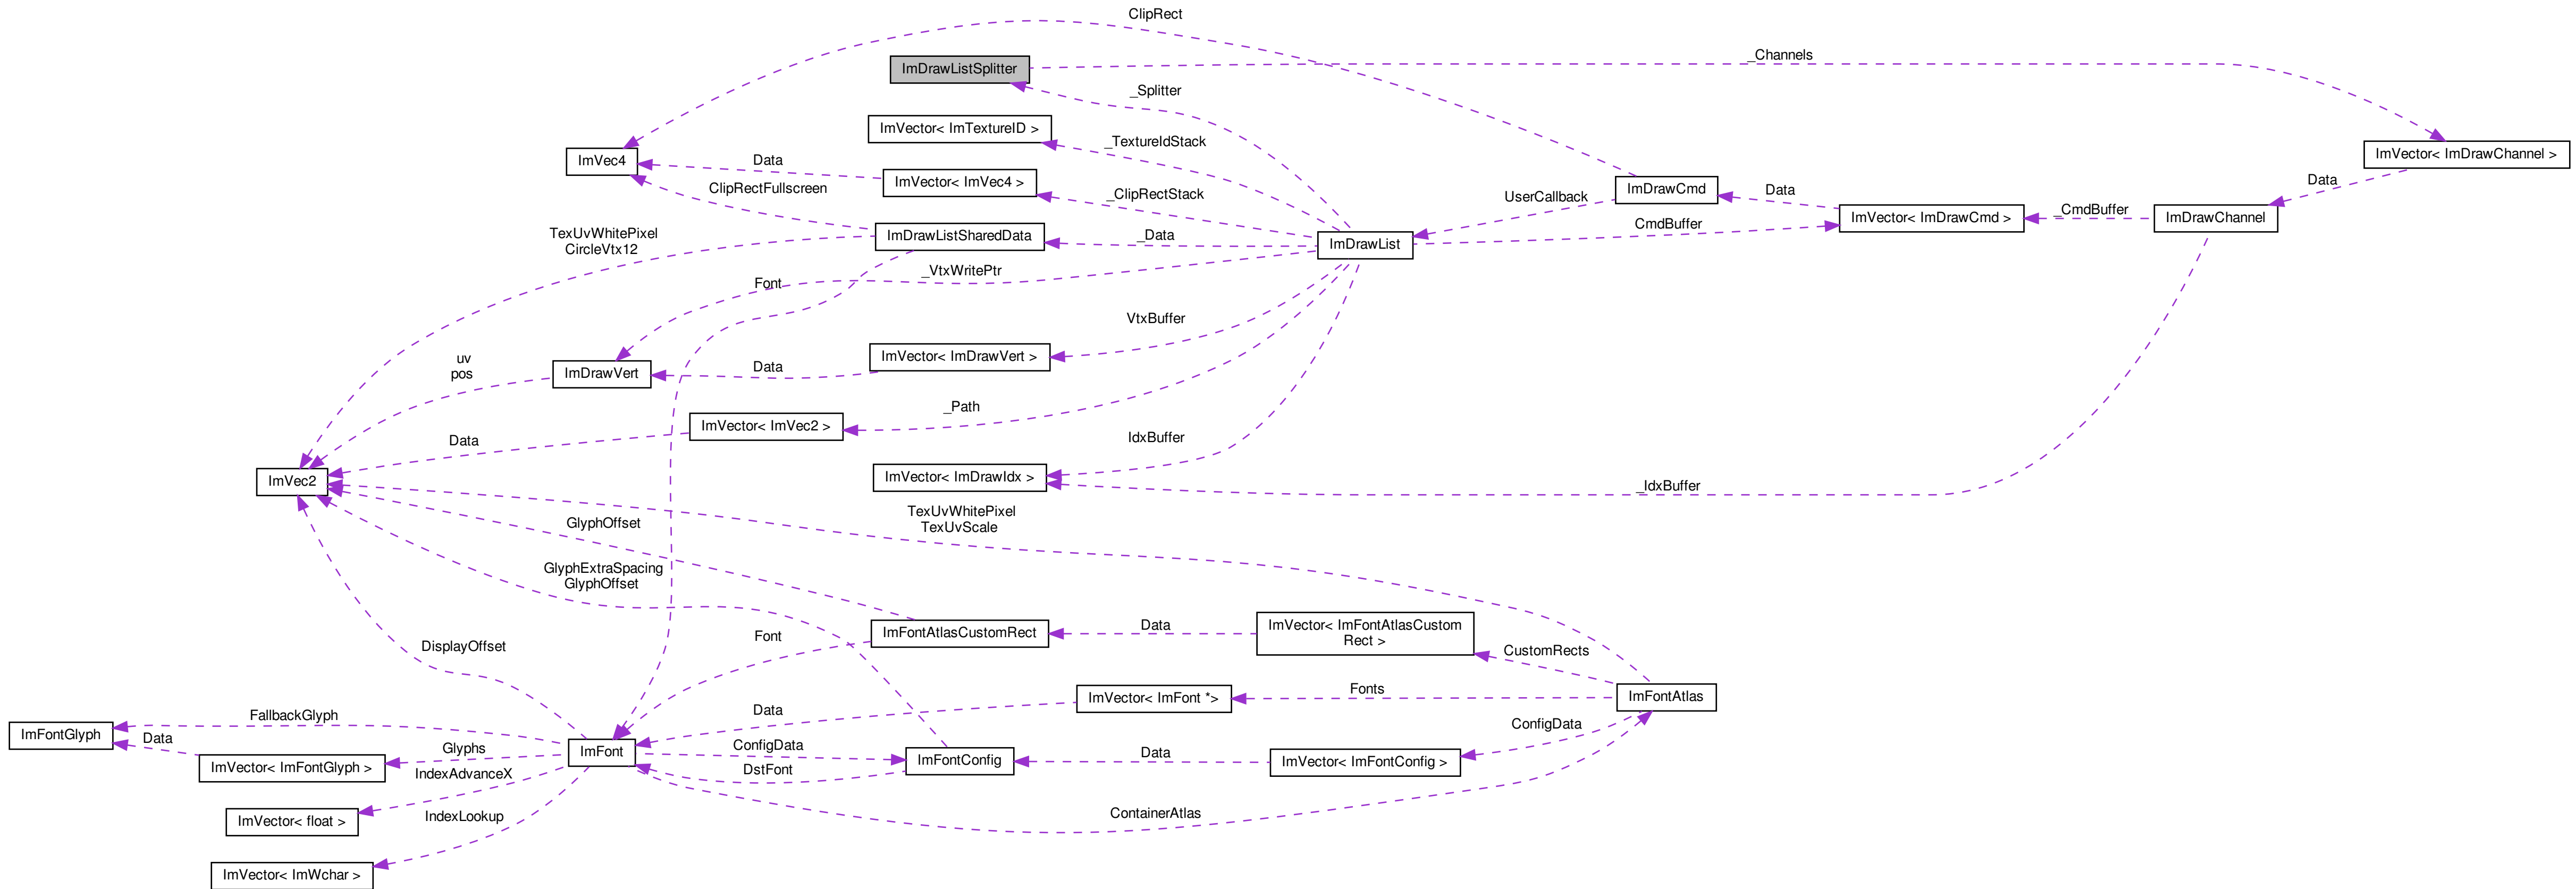 ClipRect
_Channels
ImDrawListSplitter
_Splitter
ImVector< ImTextureID >
_TextureIdStack
ImVec4
Data
ImVector< ImVec4 >
ImVector< ImDrawChannel >
ClipRectFullscreen
_ClipRectStack
UserCallback
ImDrawCmd
Data
Data
TexUvWhitePixel
CircleVtx12
ImDrawListSharedData
_Data
ImDrawList
CmdBuffer
ImVector< ImDrawCmd >
_CmdBuffer
ImDrawChannel
Font
_VtxWritePtr
VtxBuffer
uv
pos
ImDrawVert
Data
ImVector< ImDrawVert >
_Path
ImVector< ImVec2 >
Data
IdxBuffer
ImVec2
ImVector< ImDrawIdx >
_IdxBuffer
TexUvWhitePixel
TexUvScale
GlyphOffset
GlyphExtraSpacing
GlyphOffset
DisplayOffset
Font
ImFontAtlasCustomRect
Data
ImVector< ImFontAtlasCustom
Rect >
CustomRects
ImFontAtlas
Fonts
ImVector< ImFont *>
Data
FallbackGlyph
ImFontGlyph
Data
ImVector< ImFontGlyph >
Glyphs
ImFont
ConfigData
DstFont
ImFontConfig
Data
ImVector< ImFontConfig >
ConfigData
IndexAdvanceX
ImVector< float >
IndexLookup
ContainerAtlas
ImVector< ImWchar >